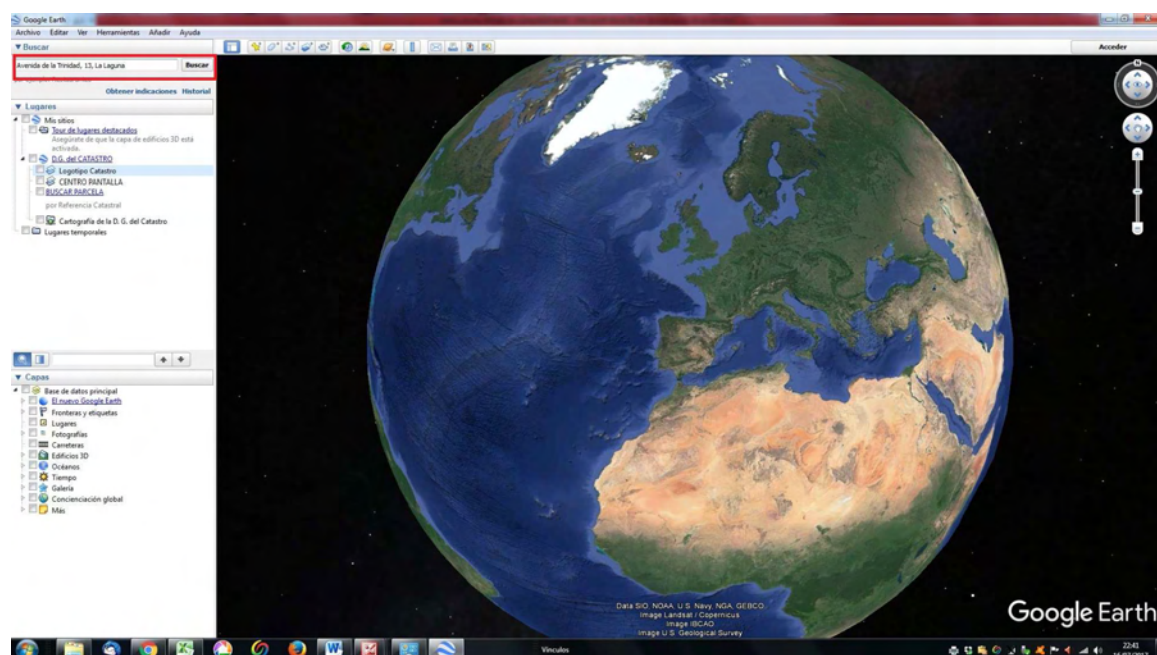 Google Earth
Archivo Editar Ver Herramientas Añadir Ayuda
▼ Buscar
Acceder
Avenida de la Trinidad, 13, La Laguna
Buscar
Obtener indicaciones Historial
▼ Lugares
Mis sitios
Tour de lugares destacados
Asegúrate de que la capa de edificios 3D está
activada.
D.G. del CATASTRO
Logotipo Catastro
CENTRO PANTALLA
BUSCAR PARCELA
por Referencia Catastral
Cartografía de la D. G. del Catastro
Lugares temporales
▼ Capas
Base de datos principal
El nuevo Google Earth
Fronteras y etiquetas
Lugares
Fotografías
Carreteras
Edificios 3D
Océanos
Tiempo
Galería
Concienciación global
Más
N
Data SIO, NOAA, U.S. Navy, NGA, GEBCO
Image Landsat / Copernicus
Image IBCAO
Image U.S. Geological Survey
Google Earth
Vínculos
22:41